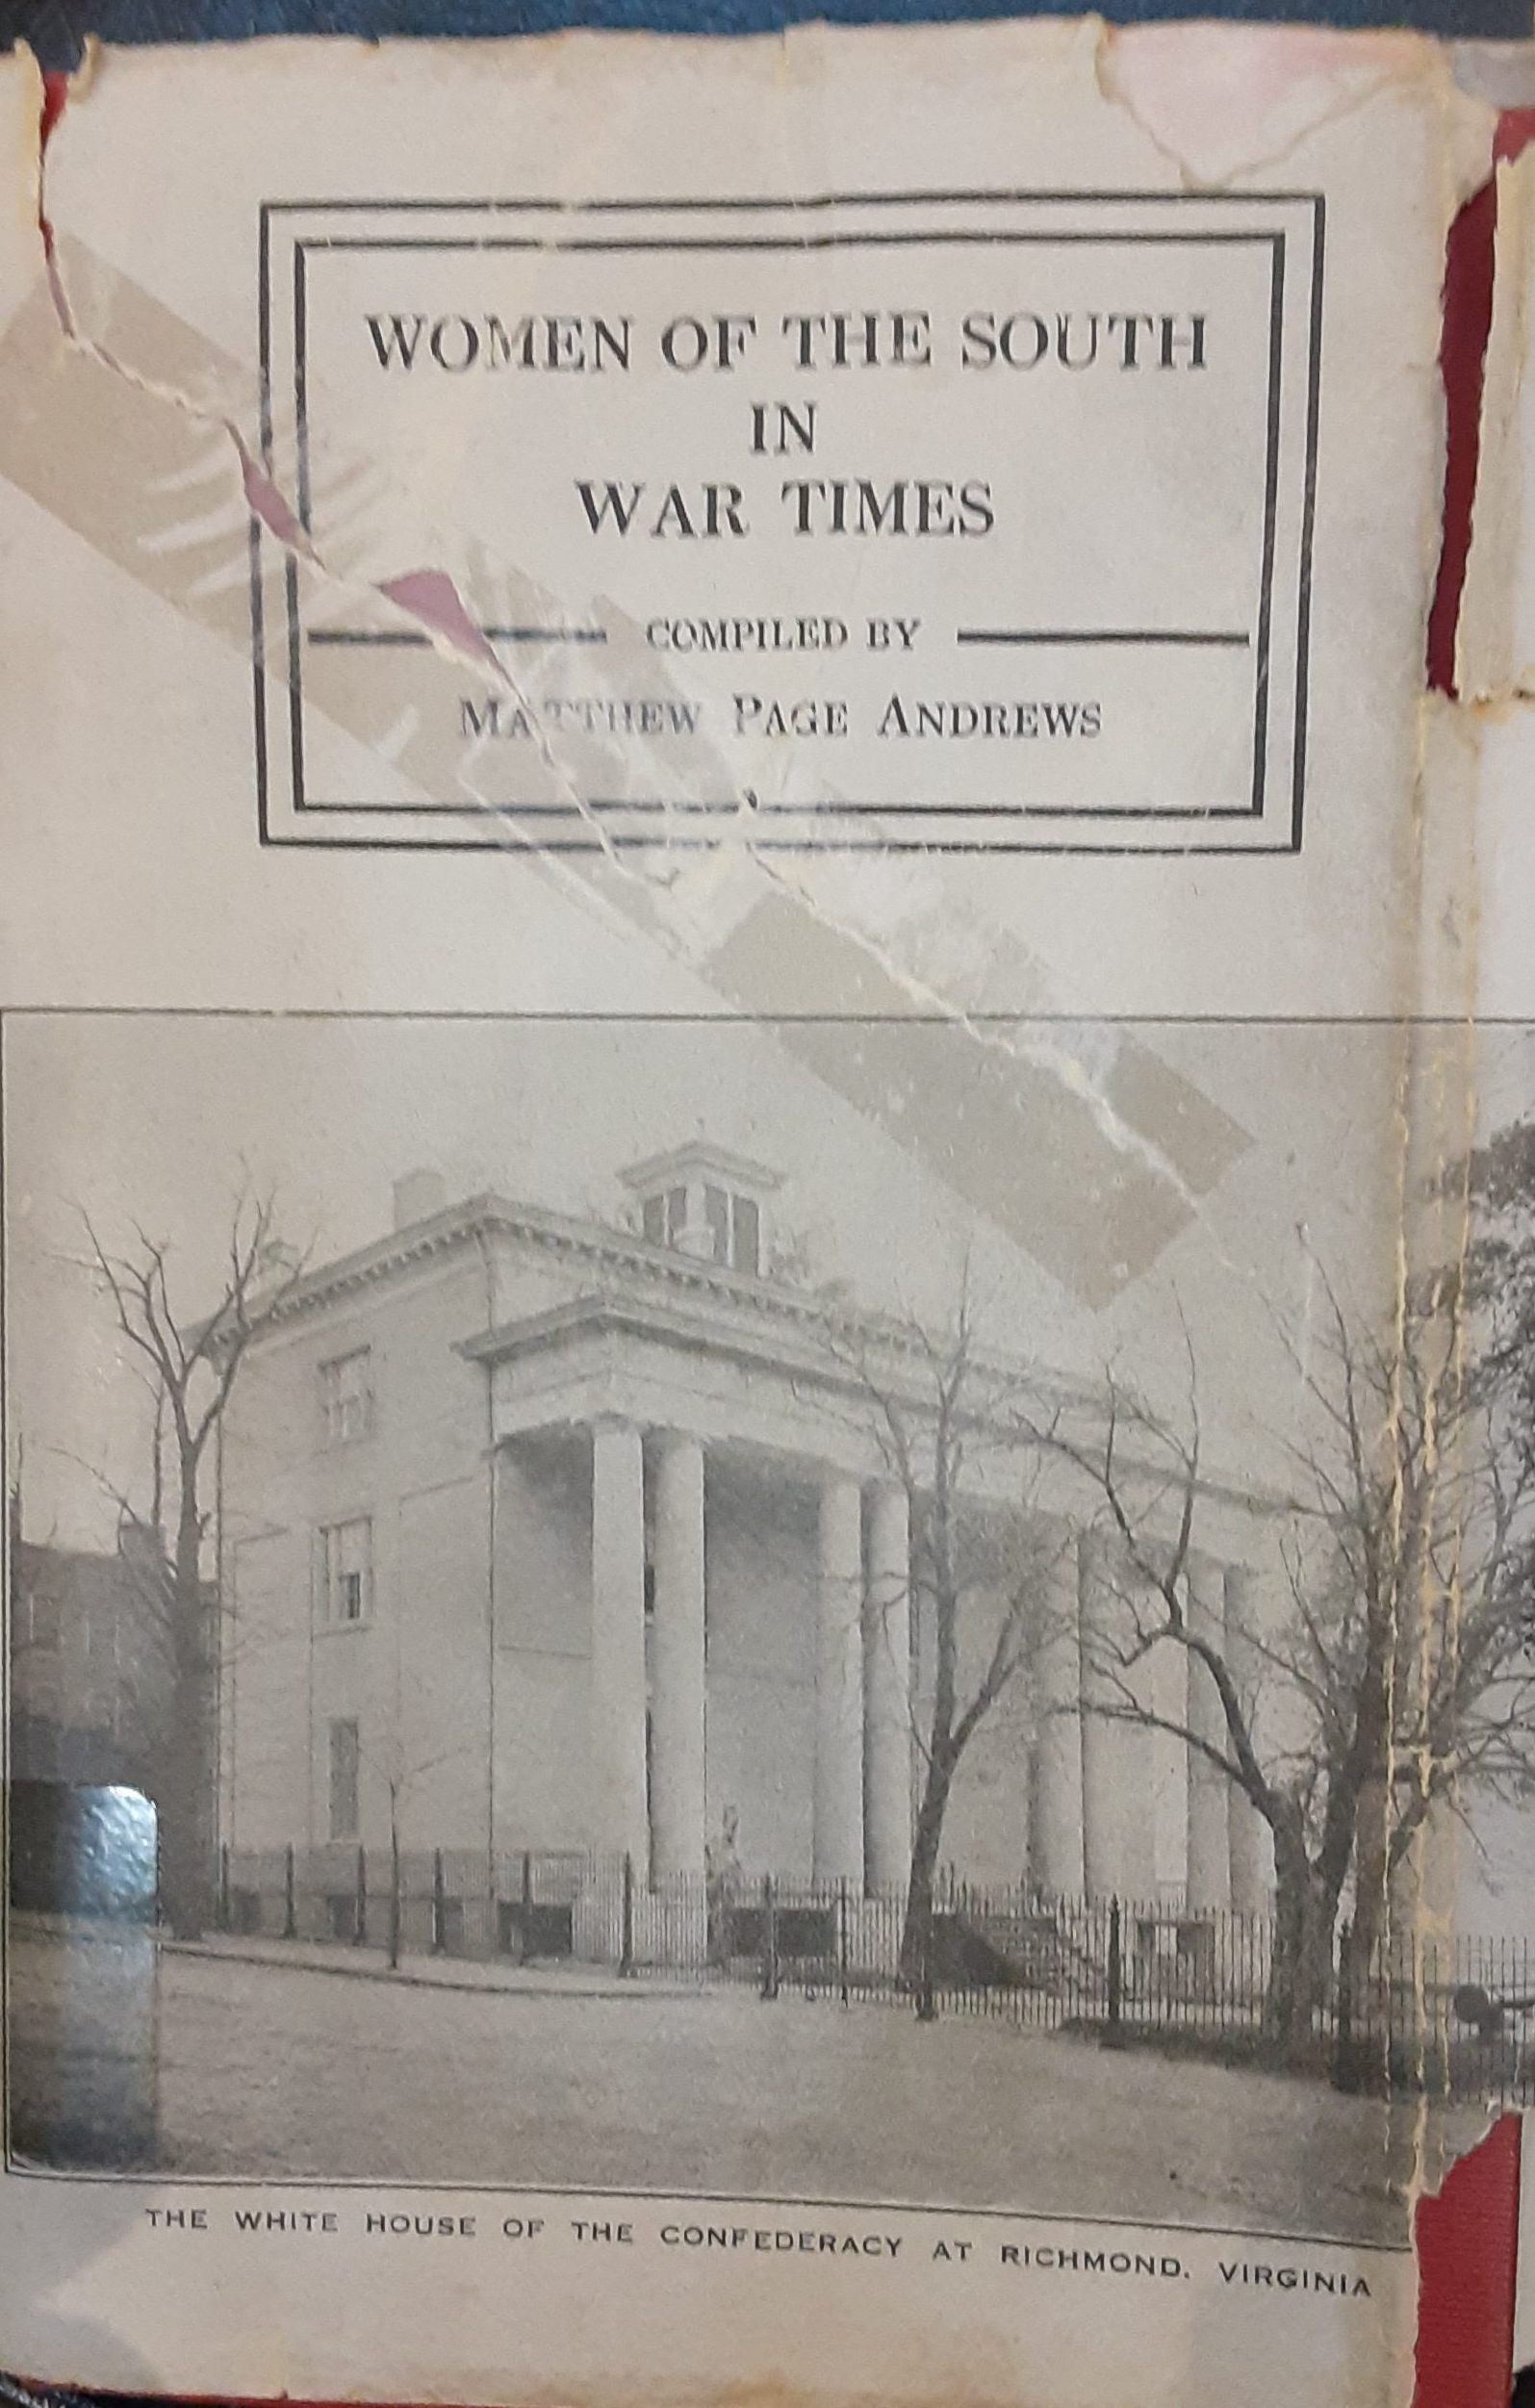 WOMEN OF THE SOUTH
IN
WAR TIMES
COMPILED BY
MATTHEW PAGE ANDREWS
THE WHITE HOUSE OF THE CONFEDERACY AT RICHMOND, VIRGINIA